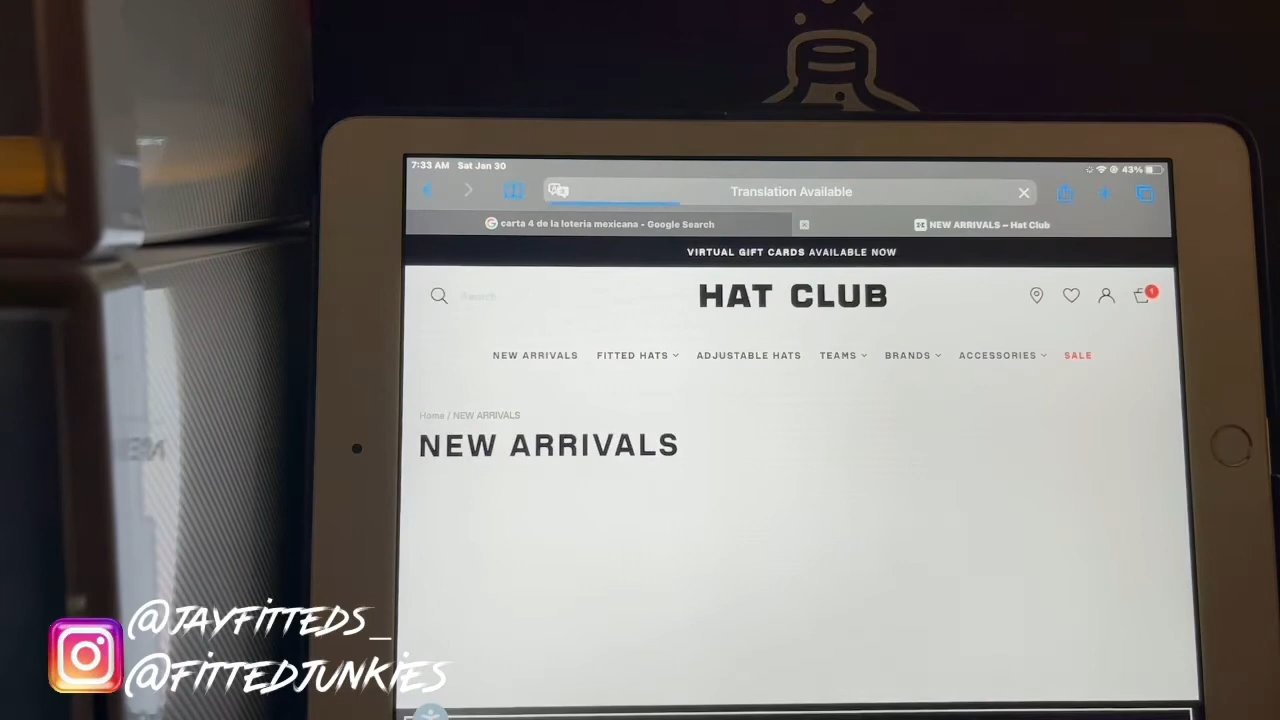 7:33 AM Sat Jan 30
43%
Translation Available
carta 4 de la loteria mexicana - Google Search
NEW ARRIVALS – Hat Club
VIRTUAL GIFT CARDS AVAILABLE NOW
Search
HAT CLUB
1
NEW ARRIVALS FITTED HATS ADJUSTABLE HATS TEAMS BRANDS ACCESSORIES SALE
Home / NEW ARRIVALS
NEW ARRIVALS
@JAYFITTEDS_
@FITTEDJUNKIES